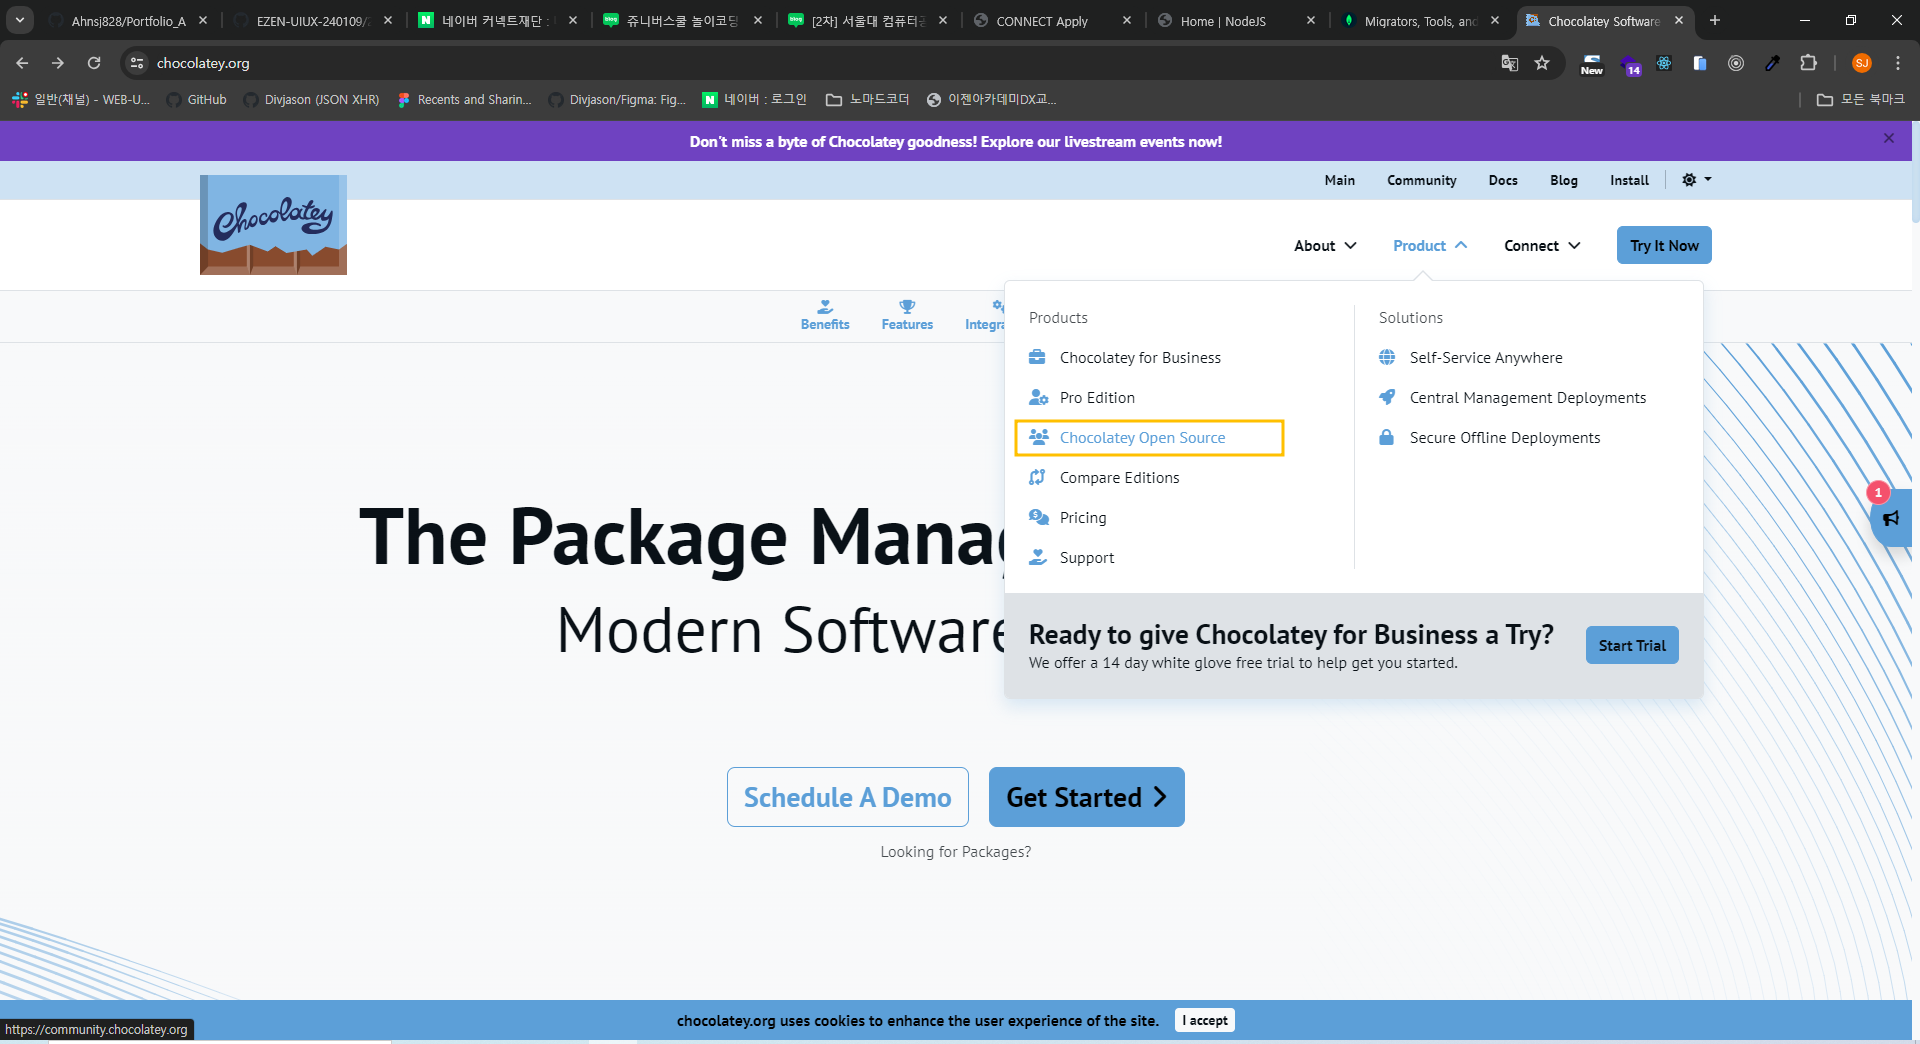 Ahnsj828/Portfolio_A
EZEN-UIUX-240109/2
네이버 커넥트재단 :
쥬니버스쿨 놀이코딩
[2차] 서울대 컴퓨터공
CONNECT Apply
Home | NodeJS
Migrators, Tools, and
Chocolatey Software
chocolatey.org
New
14
SJ
일반(채널) - WEB-U...
GitHub
Divjason (JSON XHR)
Recents and Sharin...
Divjason/Figma: Fig...
N
네이버 : 로그인
노마드코더
이젠아카데미DX교...
모든 북마크
Don't miss a byte of Chocolatey goodness! Explore our livestream events now!
Main
Community
Docs
Blog
Install
Chocolatey
About
Product
Connect
Try It Now
Benefits
Features
Integra
Products
Chocolatey for Business
Pro Edition
Chocolatey Open Source
Compare Editions
Pricing
Support
Solutions
Self-Service Anywhere
Central Management Deployments
Secure Offline Deployments
1
Ready to give Chocolatey for Business a Try?
We offer a 14 day white glove free trial to help get you started.
Start Trial
The Package Manag
Modern Software
Schedule A Demo
Get Started
Looking for Packages?
https://community.chocolatey.org
chocolatey.org uses cookies to enhance the user experience of the site.
I accept